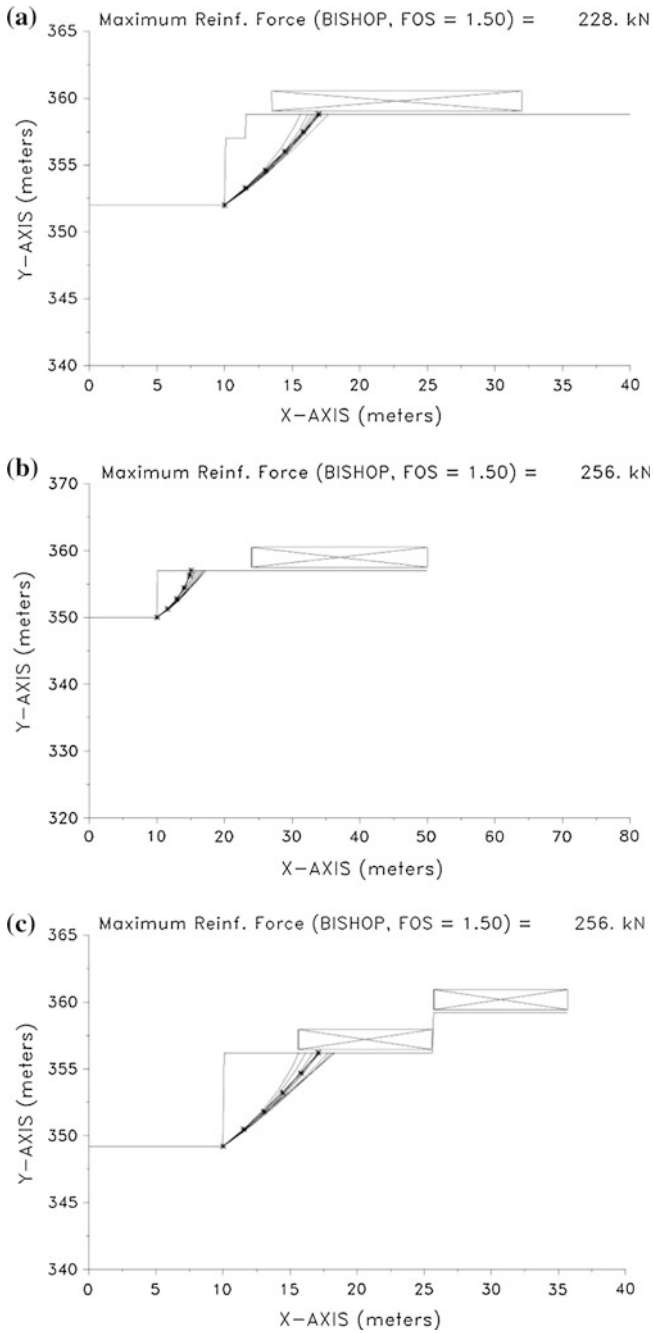 (a)
Maximum Reinf. Force (BISHOP, FOS = 1.50) = 228. kN
365
360
355
350
345
340
Y-AXIS (meters)
0 5 10 15 20 25 30 35 40
X-AXIS (meters)
(b)
Maximum Reinf. Force (BISHOP, FOS = 1.50) = 256. kN
370
360
350
340
330
320
Y-AXIS (meters)
0 10 20 30 40 50 60 70 80
X-AXIS (meters)
(c)
Maximum Reinf. Force (BISHOP, FOS = 1.50) = 256. kN
365
360
355
350
345
340
Y-AXIS (meters)
0 5 10 15 20 25 30 35 40
X-AXIS (meters)